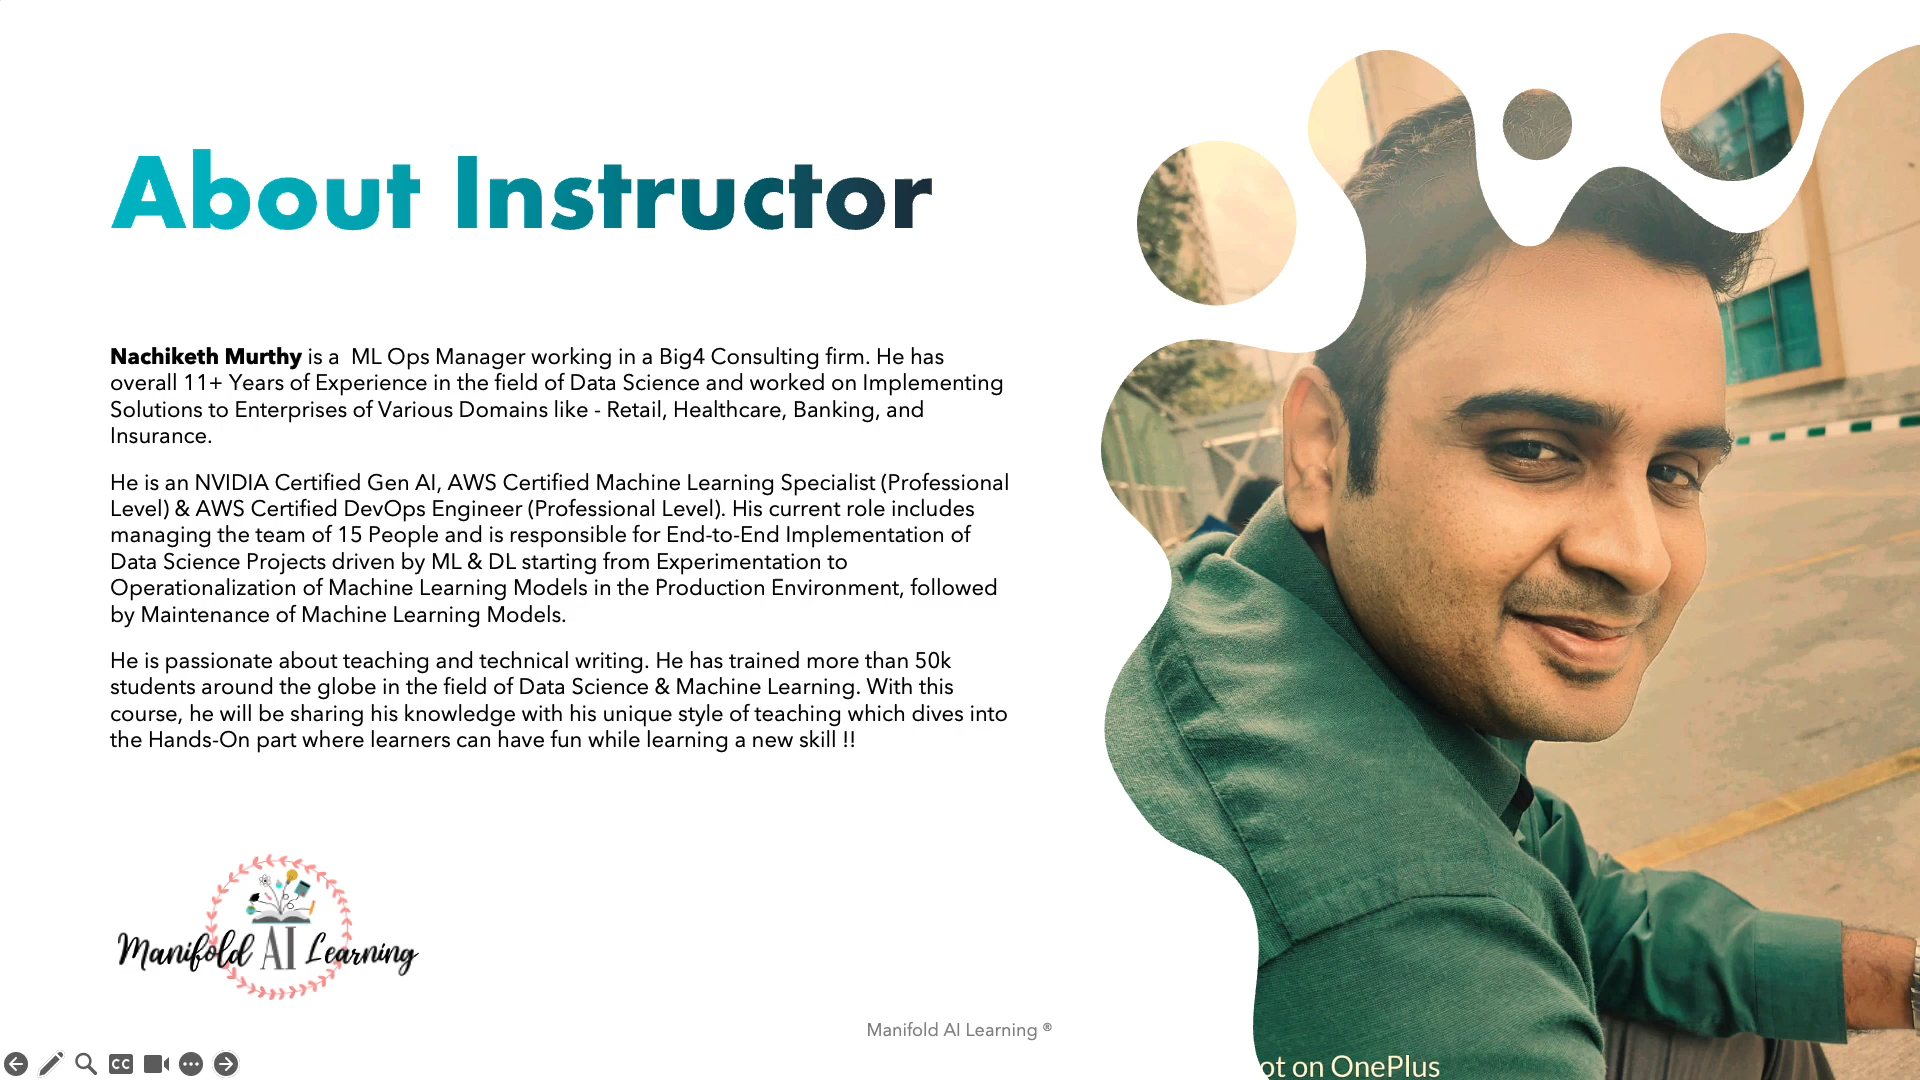 About Instructor
Nachiketh Murthy is a  ML Ops Manager working in a Big4 Consulting firm. He has
overall 11+ Years of Experience in the field of Data Science and worked on Implementing
Solutions to Enterprises of Various Domains like - Retail, Healthcare, Banking, and
Insurance.
He is an NVIDIA Certified Gen AI, AWS Certified Machine Learning Specialist (Professional
Level) & AWS Certified DevOps Engineer (Professional Level). His current role includes
managing the team of 15 People and is responsible for End-to-End Implementation of
Data Science Projects driven by ML & DL starting from Experimentation to
Operationalization of Machine Learning Models in the Production Environment, followed
by Maintenance of Machine Learning Models.
He is passionate about teaching and technical writing. He has trained more than 50k
students around the globe in the field of Data Science & Machine Learning. With this
course, he will be sharing his knowledge with his unique style of teaching which dives into
the Hands-On part where learners can have fun while learning a new skill !!
Manifold AI Learning
Manifold AI Learning ®
CC
ot on OnePlus